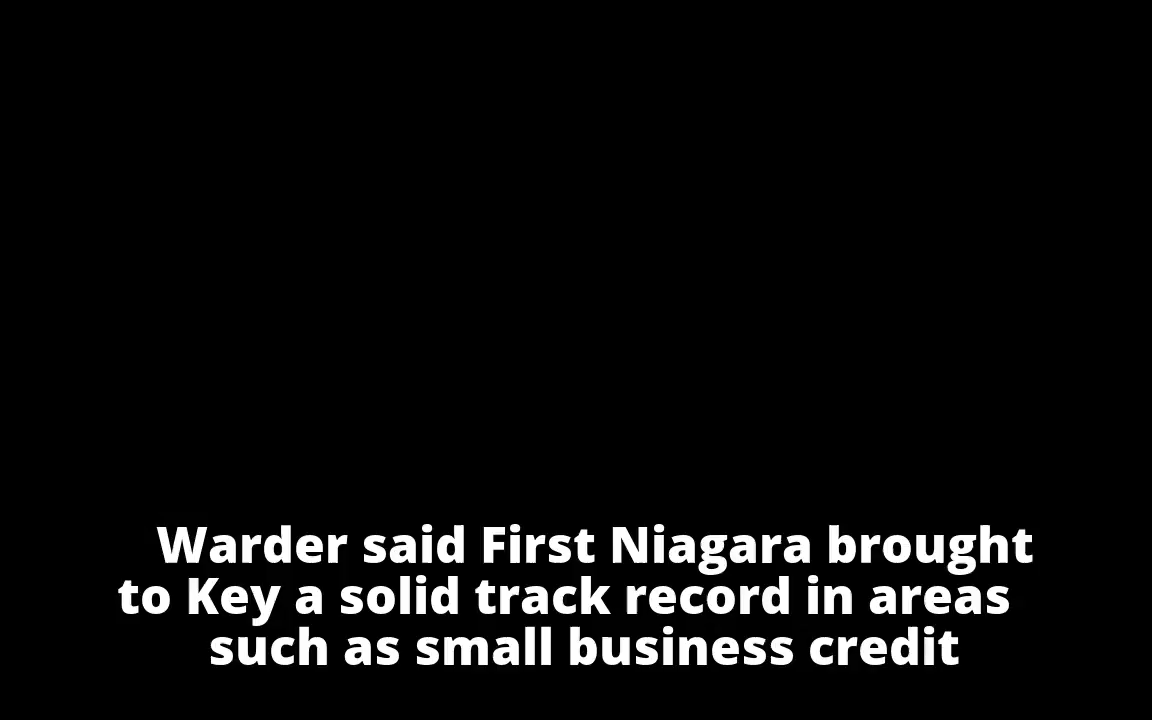 Warder said First Niagara brought
to Key a solid track record in areas
such as small business credit